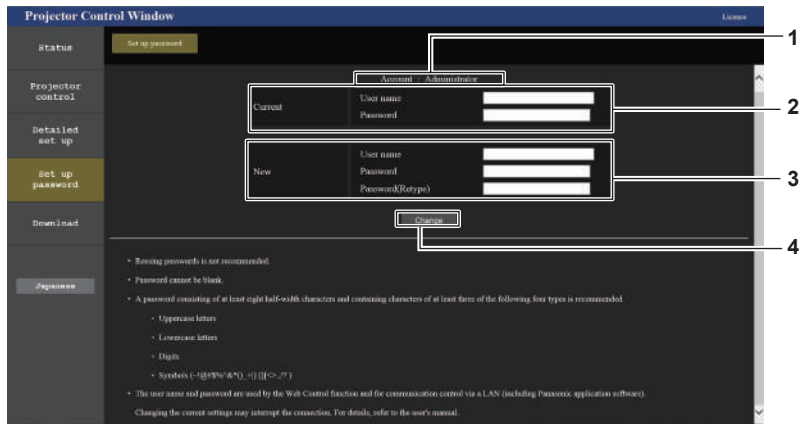 Projector Control Window
License
Status
Set up password
1
Projector
control
Account : Administrator
Current
User name
Password
2
Detailed
set up
New
User name
Password
Password(Retype)
3
Set up
password
Change
4
Download
Japanese
• Reusing passwords is not recommended.
• Password cannot be blank.
• A password consisting of at least eight half-width characters and containing characters of at least three of the following four types is recommended.
• Uppercase letters
• Lowercase letters
• Digits
• Symbols
• The user name and password are used by the Web Control function and for communication control via a LAN (including Panasonic application software).
Changing the current settings may interrupt the connection. For details, refer to the user's manual.